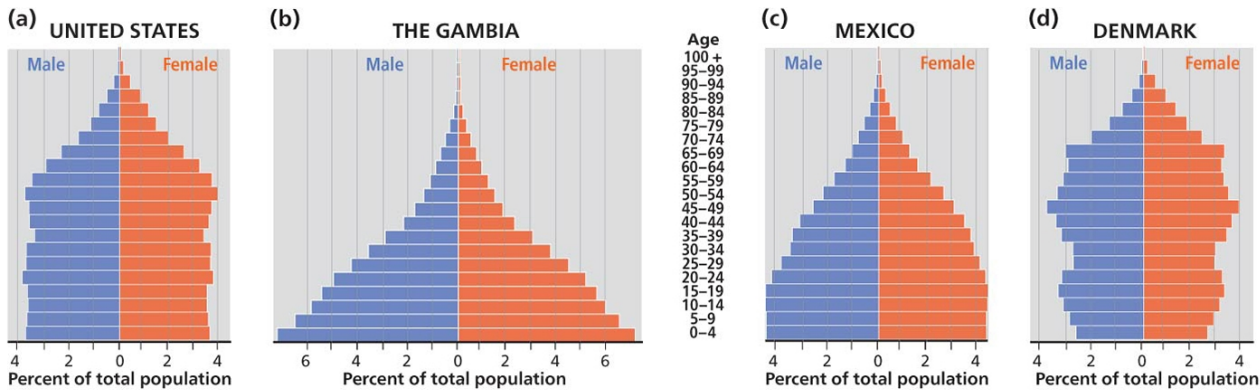 (a)
UNITED STATES
Male
Female
4 2 0 2 4
Percent of total population
(b)
THE GAMBIA
Male
Female
6 4 2 0 2 4 6
Percent of total population
Age
100 +
95–99
90–94
85–89
80–84
75–79
70–74
65–69
60–64
55–59
50–54
45–49
40–44
35–39
30–34
25–29
20–24
15–19
10–14
5–9
0–4
(c)
MEXICO
Male
Female
4 2 0 2 4
Percent of total population
(d)
DENMARK
Male
Female
4 2 0 2 4
Percent of total population